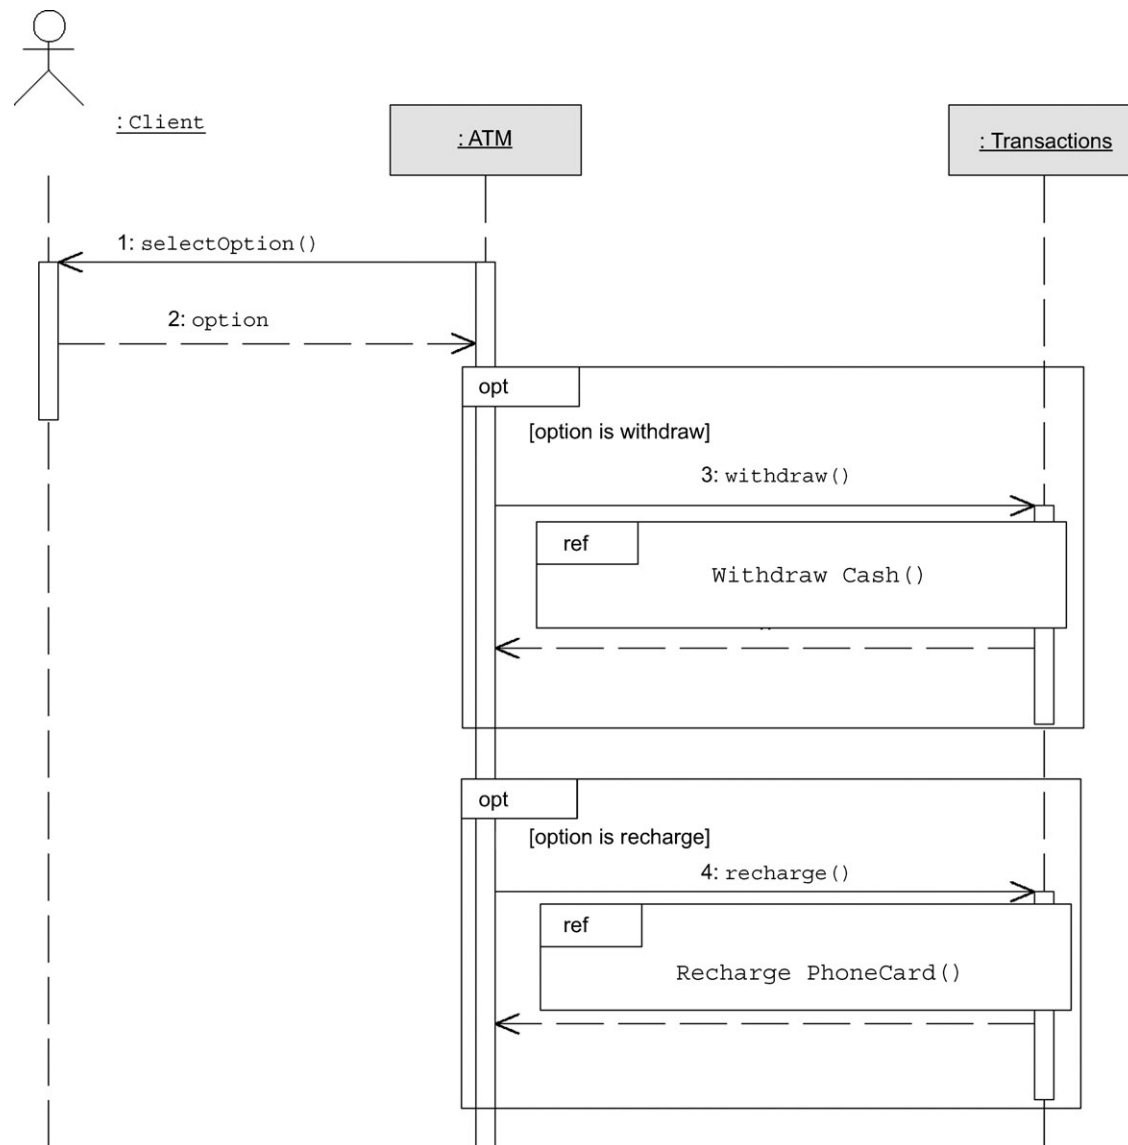 : Client
: ATM
: Transactions
1: selectOption()
2: option
opt
[option is withdraw]
3: withdraw()
ref
Withdraw Cash()
opt
[option is recharge]
4: recharge()
ref
Recharge PhoneCard()